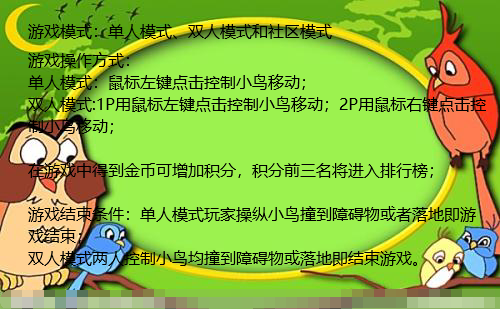 游戏模式：单人模式、双人模式和社区模式
游戏操作方式：
单人模式：鼠标左键点击控制小鸟移动；
双人模式:1P用鼠标左键点击控制小鸟移动；2P用鼠标右键点击控
制小鸟移动；
在游戏中得到金币可增加积分，积分前三名将进入排行榜；
游戏结束条件：单人模式玩家操纵小鸟撞到障碍物或者落地即游
戏结束；
双人模式两人控制小鸟均撞到障碍物或落地即结束游戏。